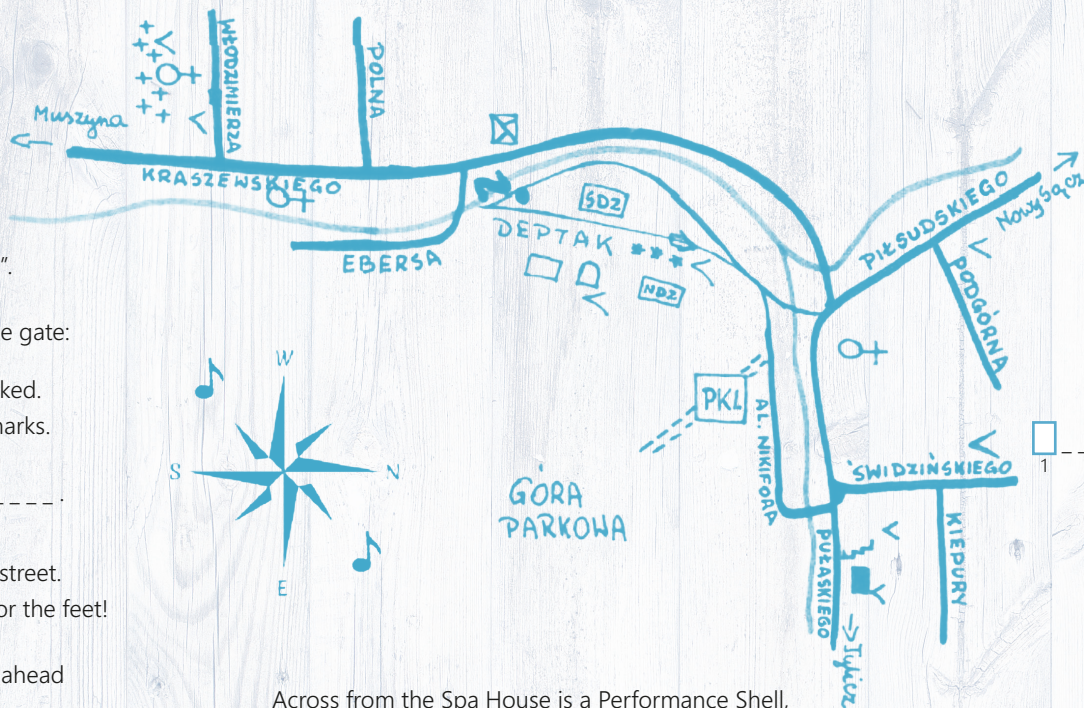 WŁODZIMIERZA
POLNA
Muszyna
KRASZEWSKIEGO
EBERSA
DEPTAK
SDZ
NDZ
PIŁSUDSKIEGO
Nowy Sącz
PODGÓRNA
”.
e gate:
ked.
narks.
_ _ _ _ _ .
street.
or the feet!
ahead
W
S
N
E
PKL
AL. NIKIFORA
GÓRA
PARKOWA
ŚWIDZIŃSKIEGO
1
PUŁASKIEGO
KIEPURY
Tylicz
Across from the Spa House is a Performance Shell,